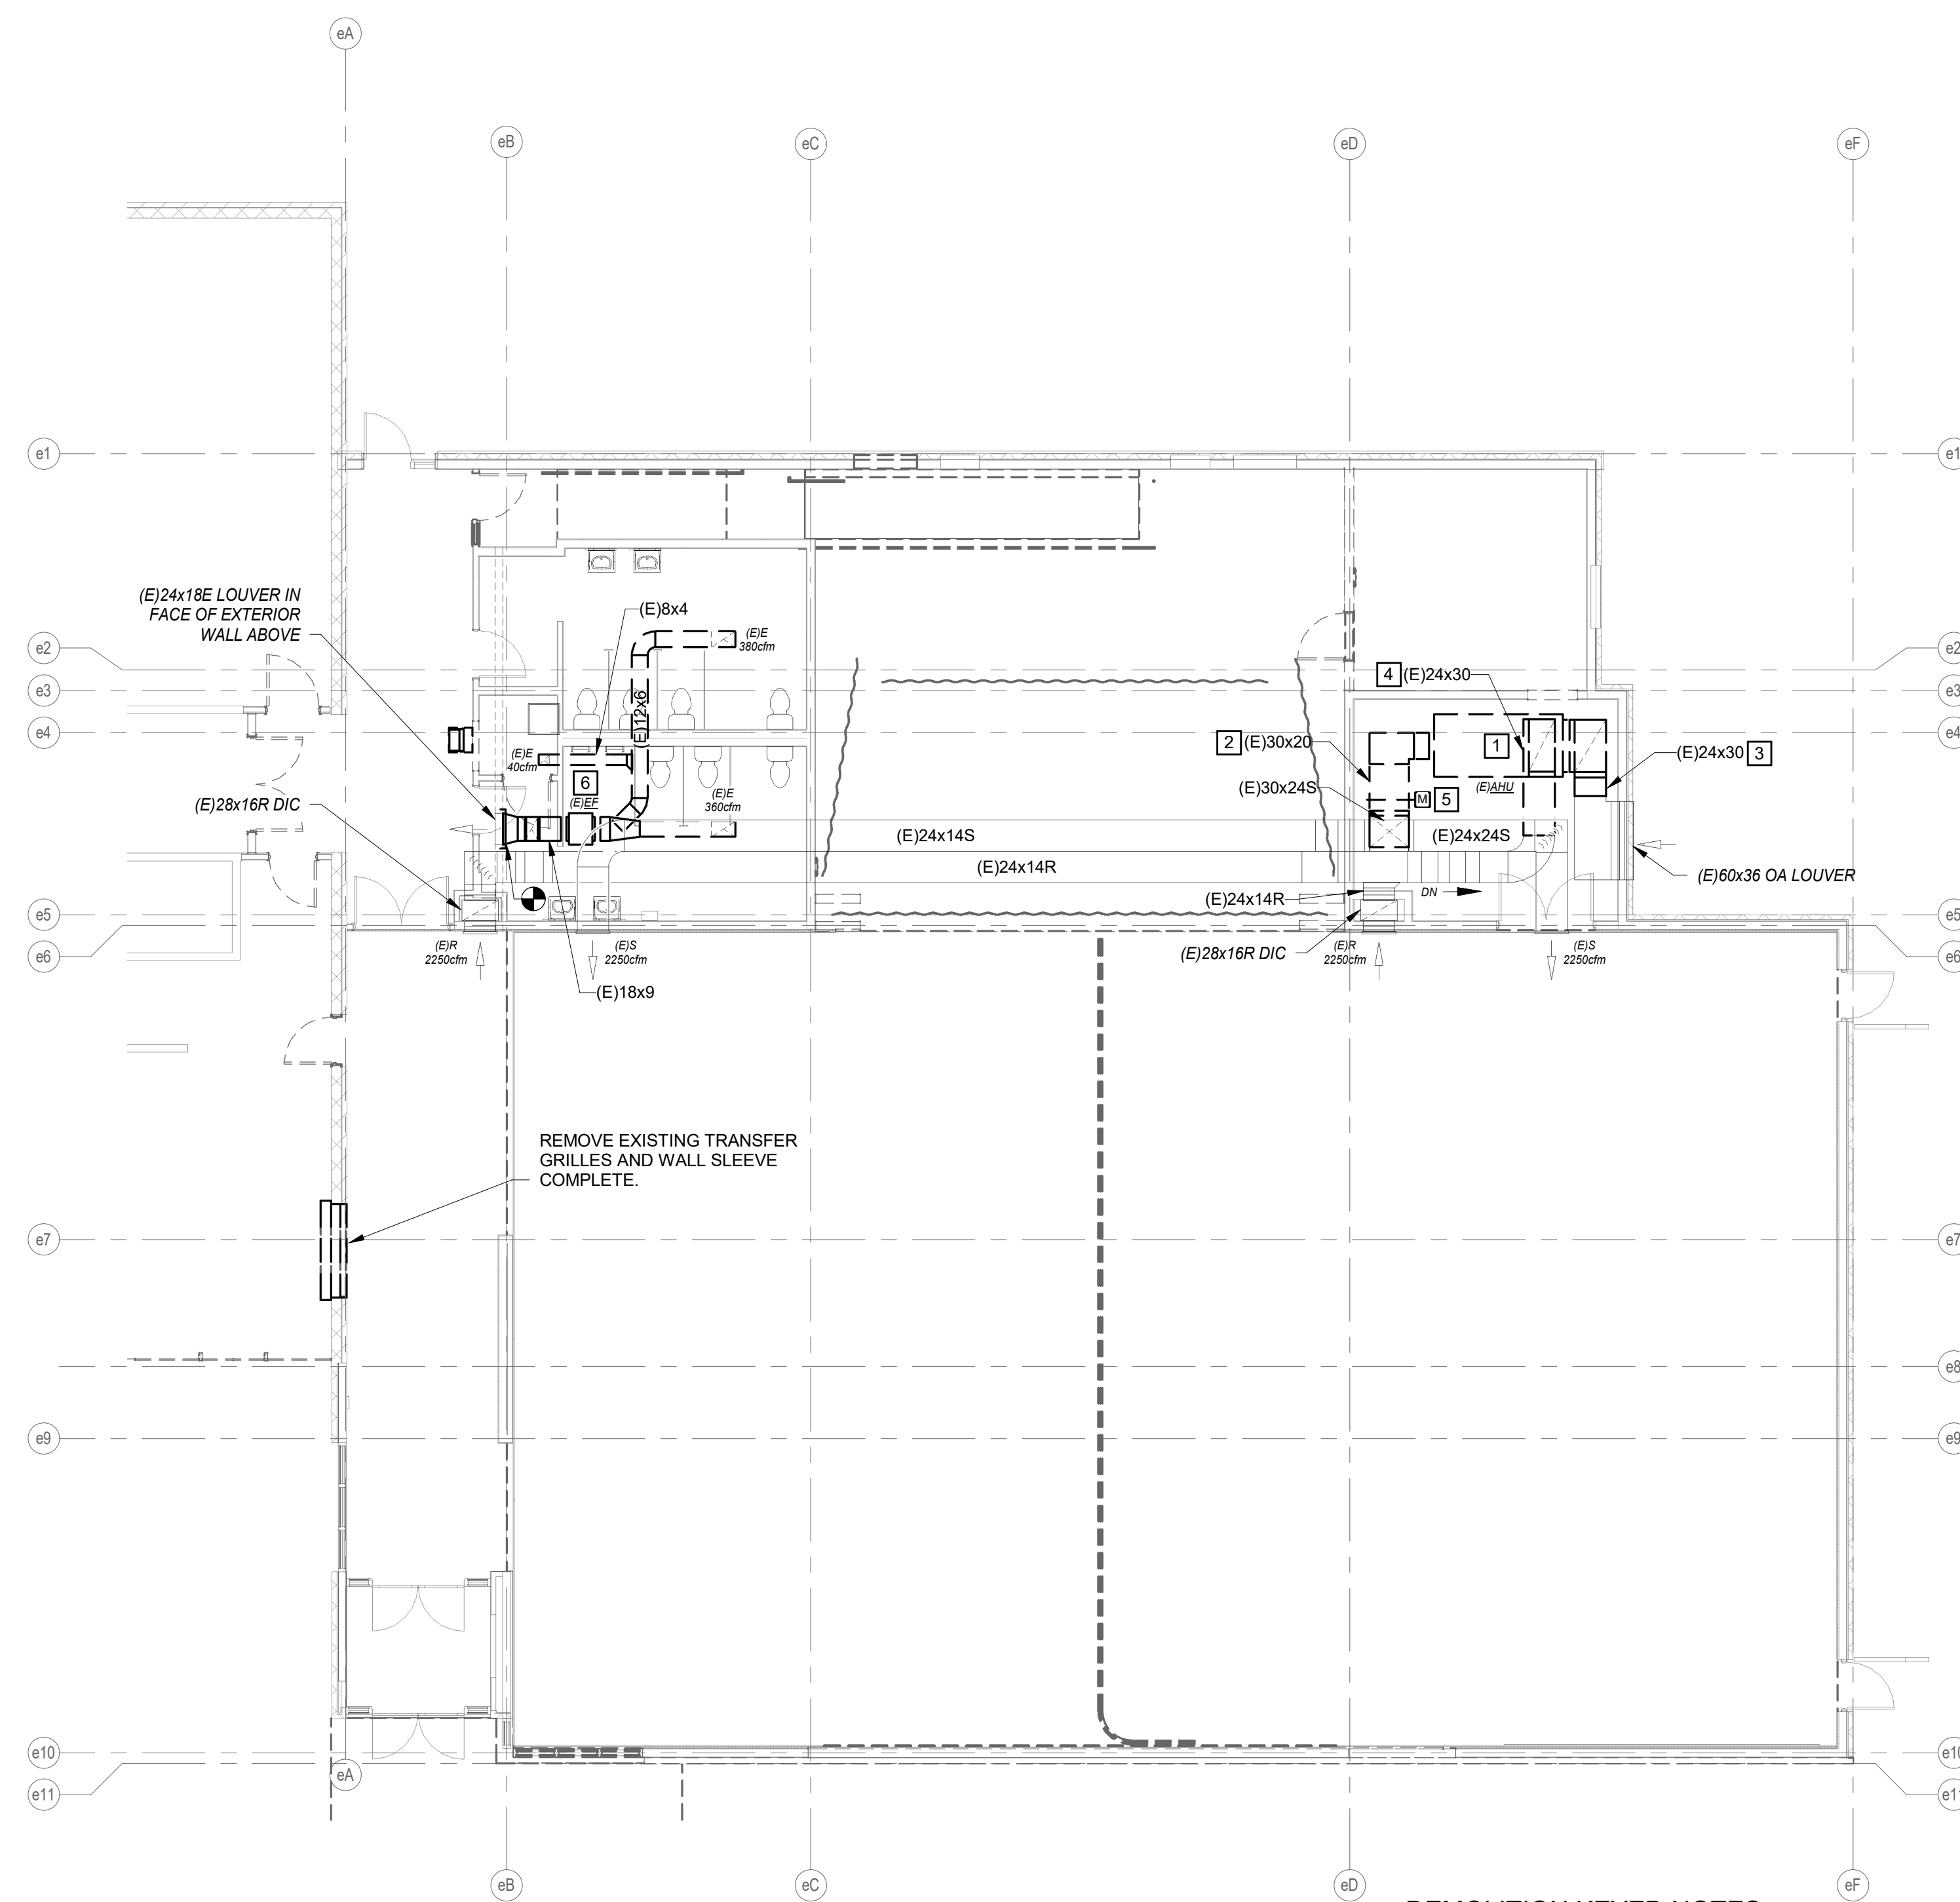 eA
eB
eC
eD
eF
e1
e1
(E)24x18E LOUVER IN
FACE OF EXTERIOR
WALL ABOVE
(E)8x4
(E)E
380cfm
e2
e2
(E)12x6
4 (E)24x30
e3
e3
e4
e4
2 (E)30x20
1
(E)24x30 3
(E)E
40cfm
6
(E)EF
(E)E
360cfm
(E)AHU
(E)30x24S
M 5
(E)28x16R DIC
(E)24x14S
(E)24x24S
(E)24x14R
(E)60x36 OA LOUVER
(E)24x14R
DN
e5
e5
(E)R
2250cfm
(E)S
2250cfm
(E)28x16R DIC
(E)R
2250cfm
(E)S
2250cfm
e6
e6
(E)18x9
REMOVE EXISTING TRANSFER
GRILLES AND WALL SLEEVE
COMPLETE.
e7
e7
e8
e9
e9
e10
e10
eA
e11
e11
eB
eC
eD
eF
DEMOLITION KEYED NOTES